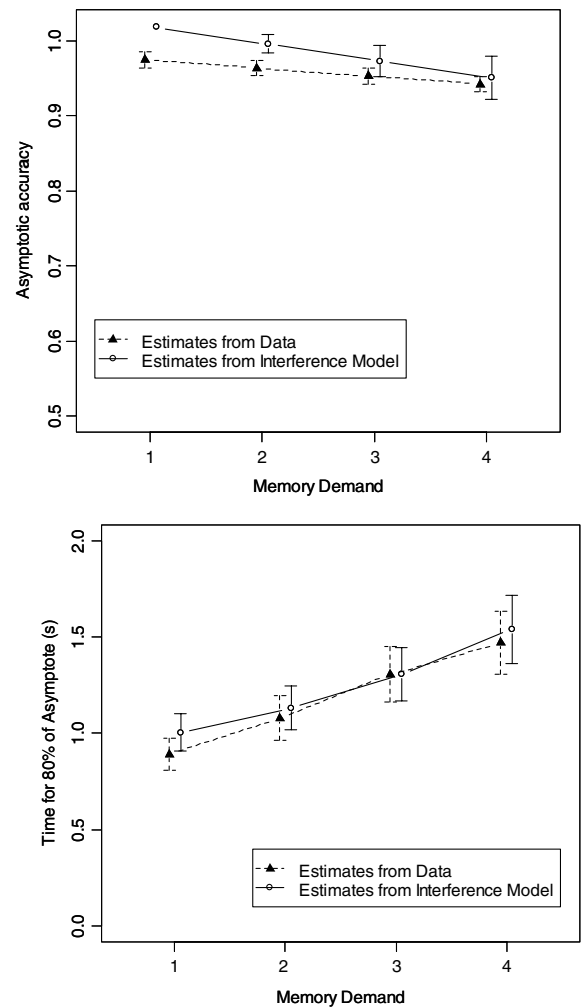 Asymptotic accuracy
1.0
0.9
0.8
0.7
0.6
0.5
Estimates from Data
Estimates from Interference Model
1 2 3 4
Memory Demand
Time for 80% of Asymptote (s)
2.0
1.5
1.0
0.5
0.0
Estimates from Data
Estimates from Interference Model
1 2 3 4
Memory Demand